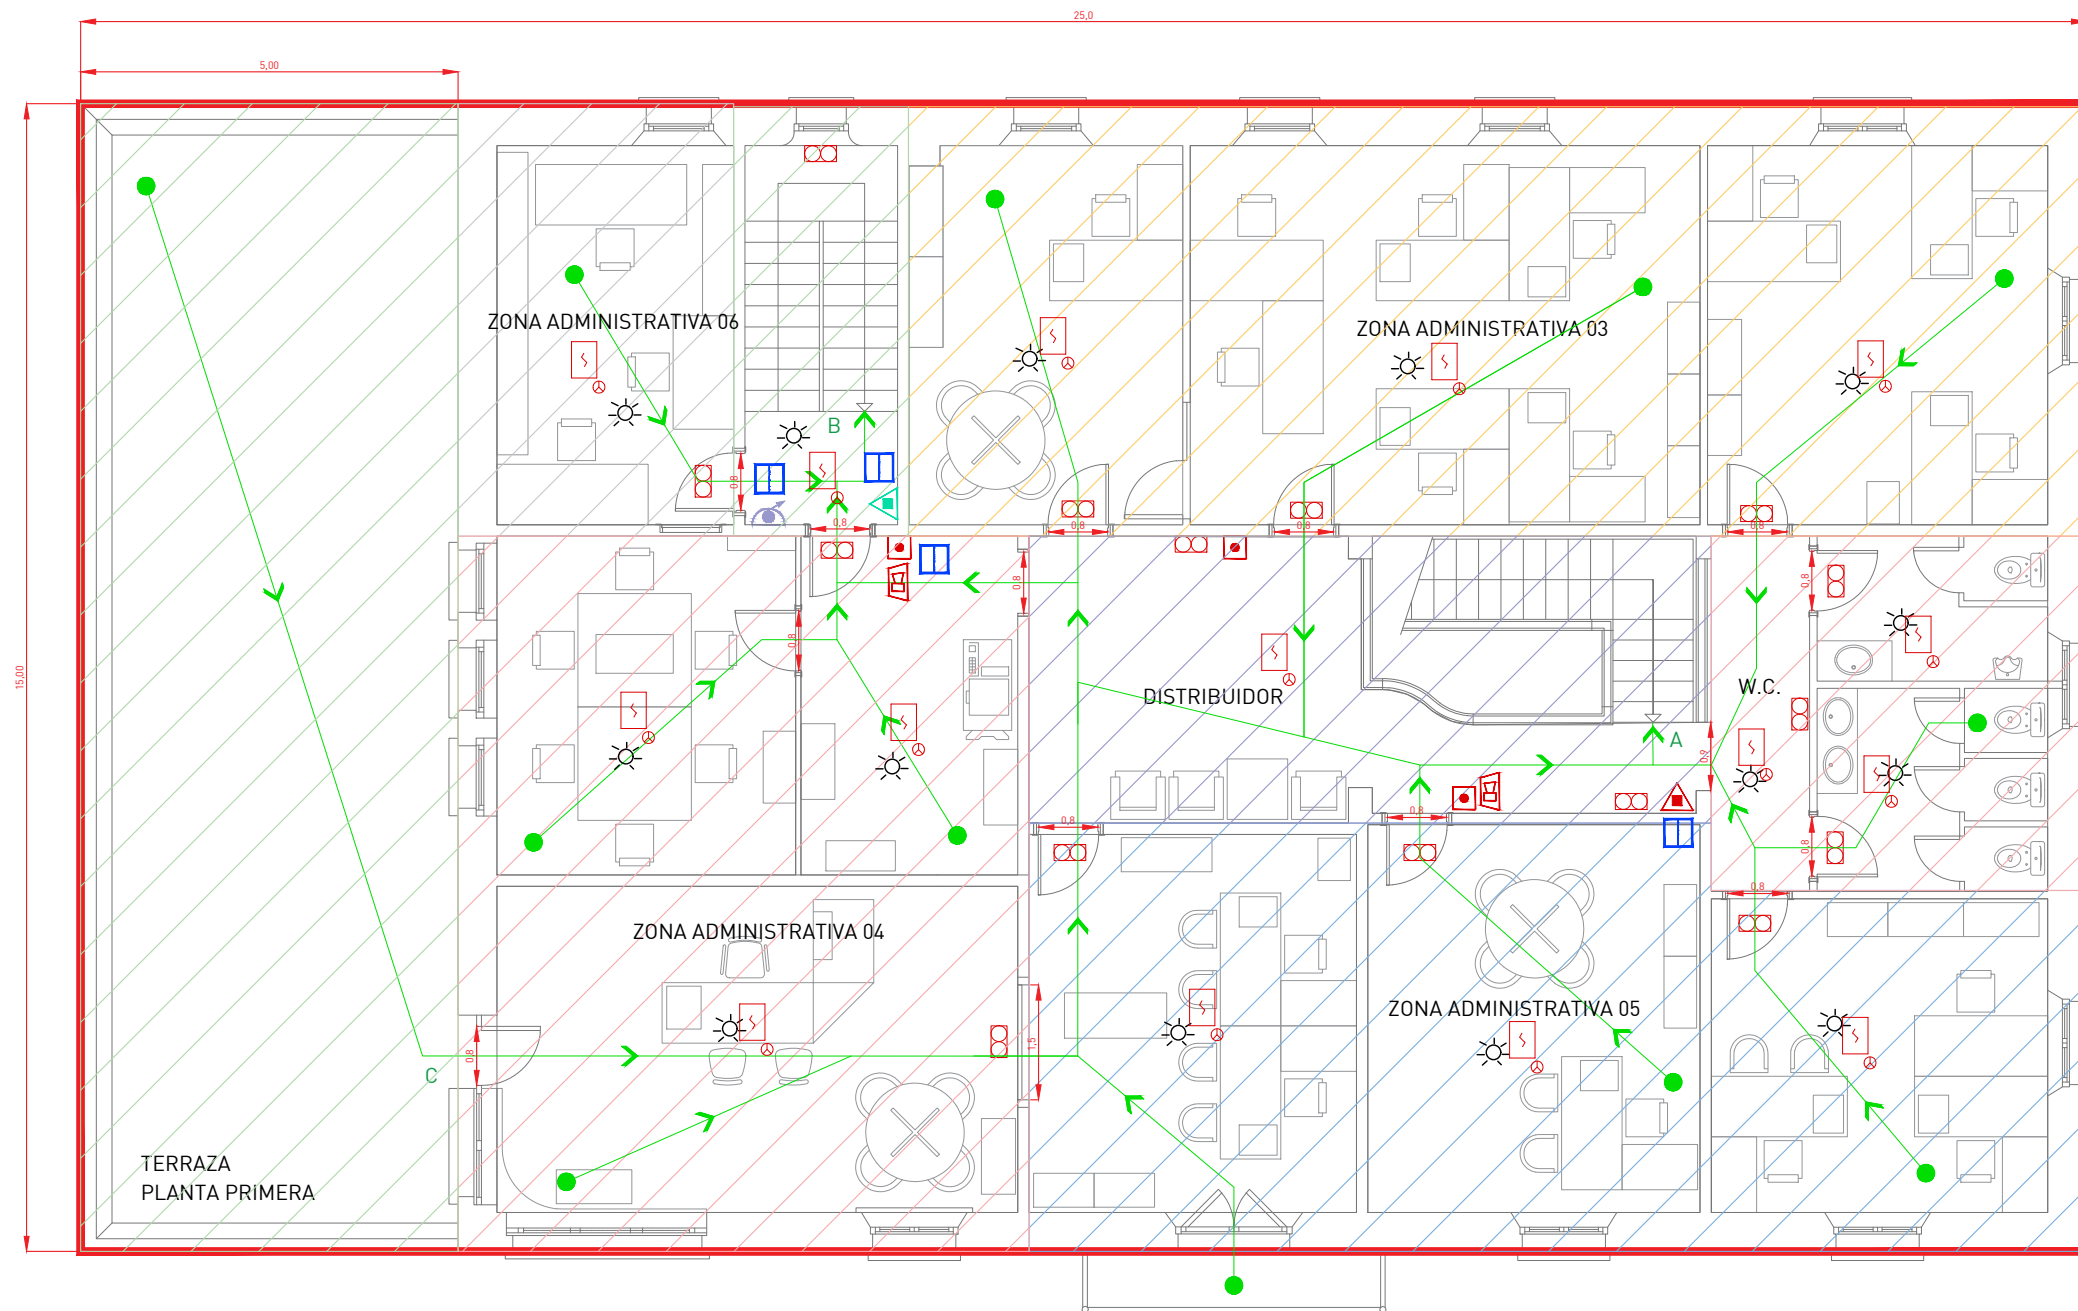 25,0
5,00
15,00
ZONA ADMINISTRATIVA 06
ZONA ADMINISTRATIVA 03
B
0,8
0,8
0,8
0,8
0,8
0,8
0,8
0,8
DISTRIBUIDOR
W.C.
A
0,9
0,8
0,8
0,8
0,8
ZONA ADMINISTRATIVA 04
ZONA ADMINISTRATIVA 05
0,8
1,5
C
TERRAZA
PLANTA PRIMERA